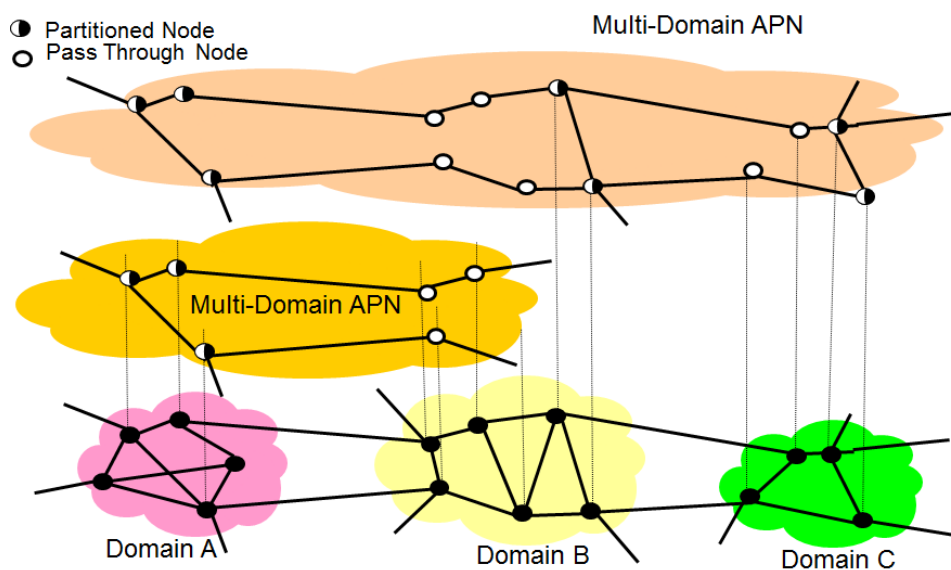 Partitioned Node
Pass Through Node
Multi-Domain APN
Multi-Domain APN
Domain A
Domain B
Domain C